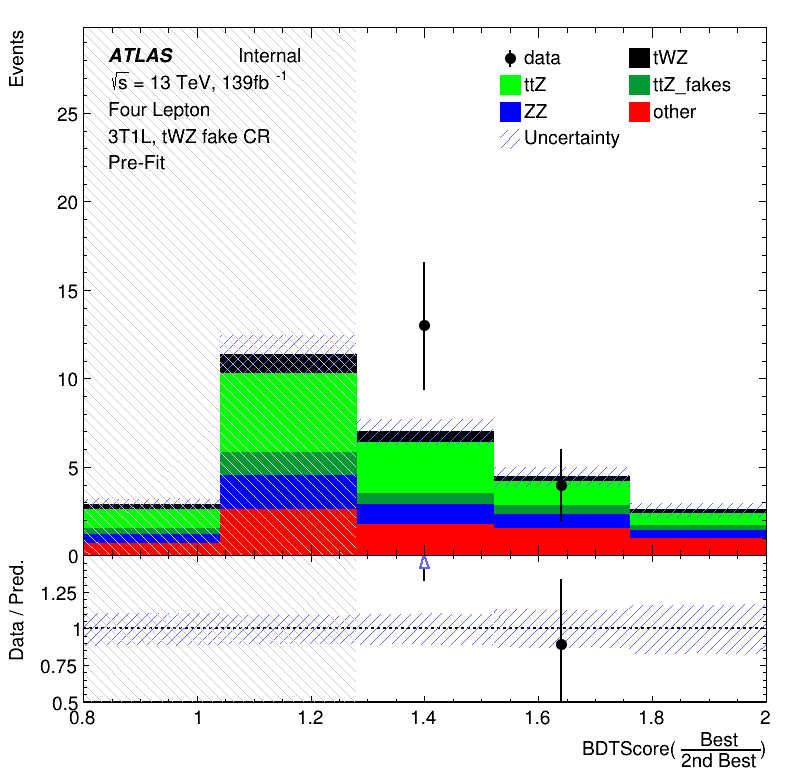 Events
ATLAS Internal
√s = 13 TeV, 139fb⁻¹
Four Lepton
3T1L, tWZ fake CR
Pre-Fit
data tWZ
ttZ ttZ_fakes
ZZ other
Uncertainty
25
20
15
10
5
0
Data / Pred.
1.25
1
0.75
0.5
0.8 1 1.2 1.4 1.6 1.8 2
BDTScore(Best/2nd Best)